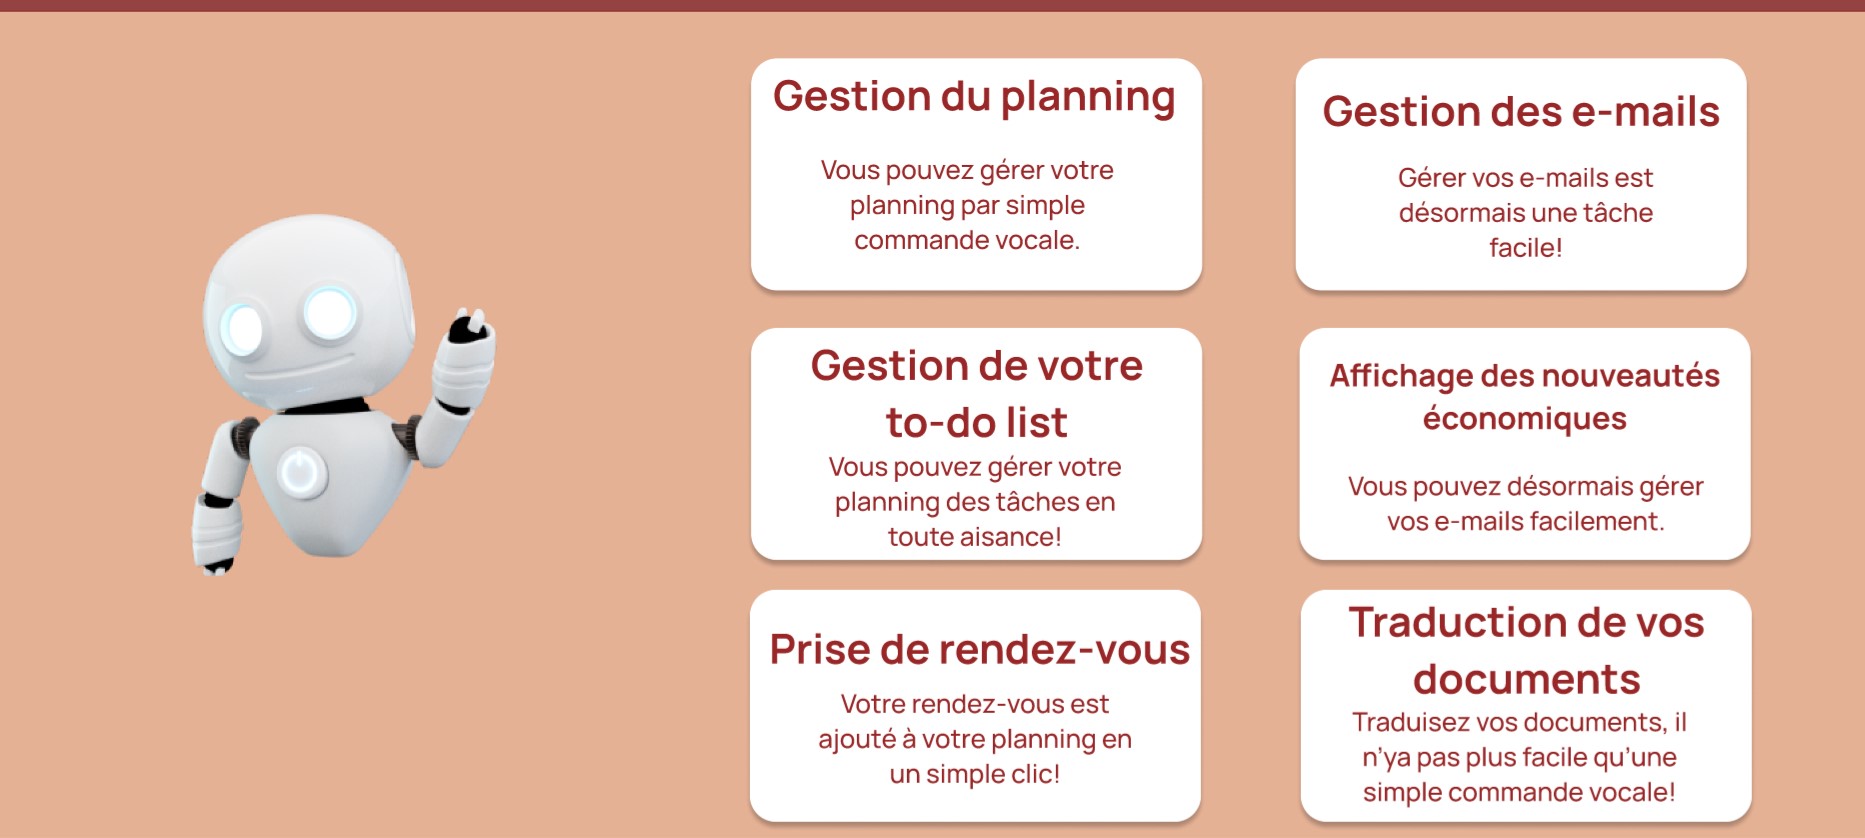 Gestion du planning
Vous pouvez gérer votre
planning par simple
commande vocale.
Gestion des e-mails
Gérer vos e-mails est
désormais une tâche
facile!
Gestion de votre
to-do list
Vous pouvez gérer votre
planning des tâches en
toute aisance!
Affichage des nouveautés
économiques
Vous pouvez désormais gérer
vos e-mails facilement.
Prise de rendez-vous
Votre rendez-vous est
ajouté à votre planning en
un simple clic!
Traduction de vos
documents
Traduisez vos documents, il
n’ya pas plus facile qu’une
simple commande vocale!